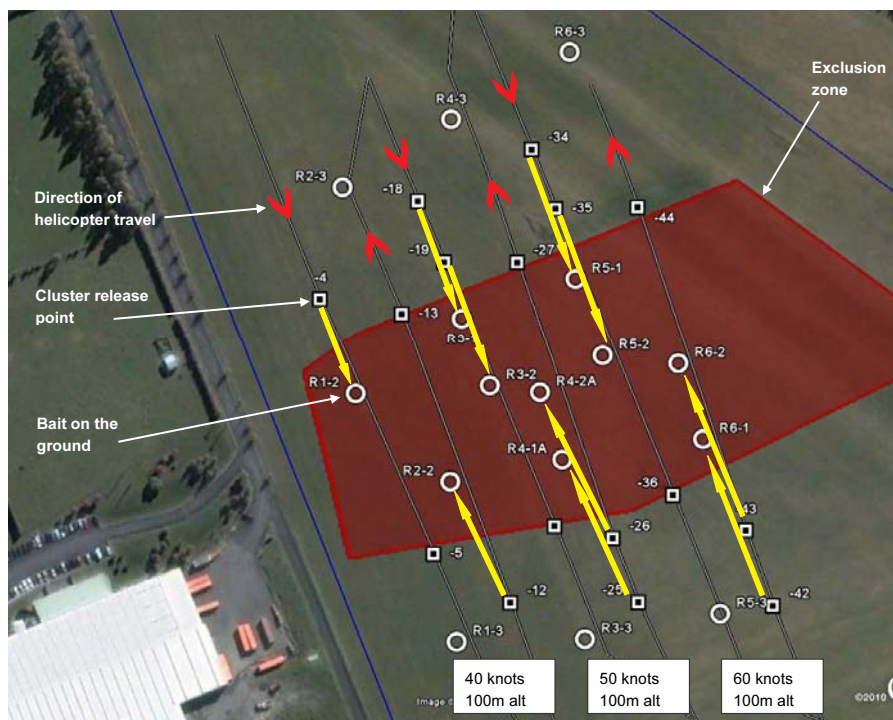 R6-3
Exclusion
zone
R4-3
-34
R2-3
-18
Direction of
helicopter travel
-35
-44
-19
-27
R5-1
-4
Cluster release
point
-13
R3-1
R5-2
R6-2
R1-2
R3-2
R4-2A
Bait on the
ground
R6-1
R4-1A
R2-2
-36
-43
-5
-26
-12
-25
R5-3
-42
R1-3
R3-3
40 knots
100m alt
50 knots
100m alt
60 knots
100m alt
Image
©2010